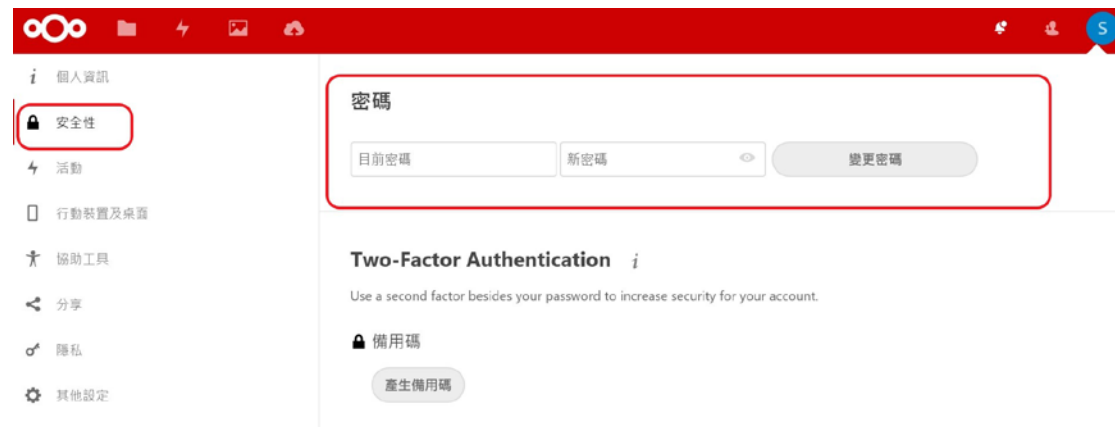 S
個人資訊
安全性
活動
行動裝置及桌面
協助工具
分享
隱私
其他設定
密碼
目前密碼 新密碼 變更密碼
Two-Factor Authentication i
Use a second factor besides your password to increase security for your account.
備用碼
產生備用碼